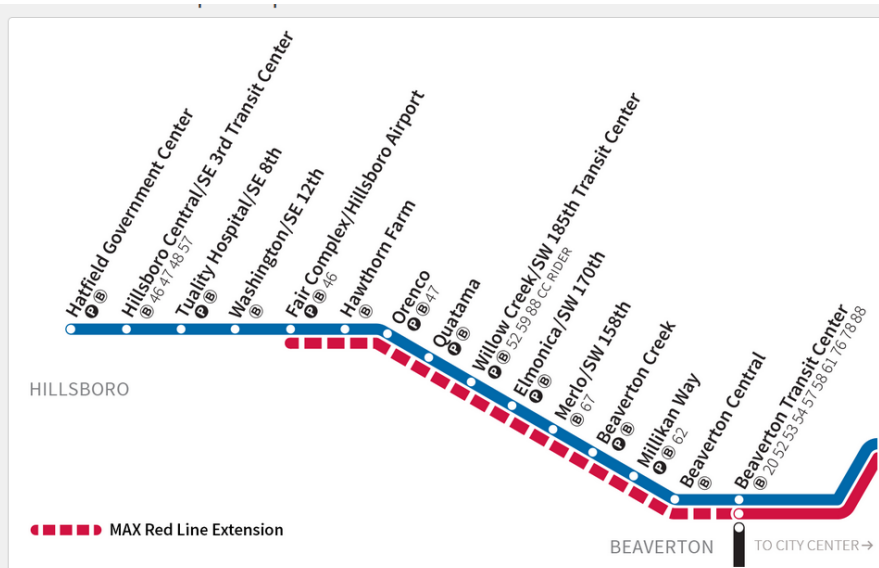 Hatfield Government Center
P B
Hillsboro Central/SE 3rd Transit Center
B 46 47 48 57
Tuality Hospital/SE 8th
P B
Washington/SE 12th
B
Fair Complex/Hillsboro Airport
P B 46
Hawthorn Farm
B
Orenco
P B 47
Quatama
P B
Willow Creek/SW 185th Transit Center
P B 52 59 88 CC RIDER
Elmonica/SW 170th
P B
Merlo/SW 158th
B 67
Beaverton Creek
P B
Millikan Way
P B 62
Beaverton Central
B
Beaverton Transit Center
B 20 52 53 54 57 58 61 76 78 88
HILLSBORO
MAX Red Line Extension
BEAVERTON
TO CITY CENTER→